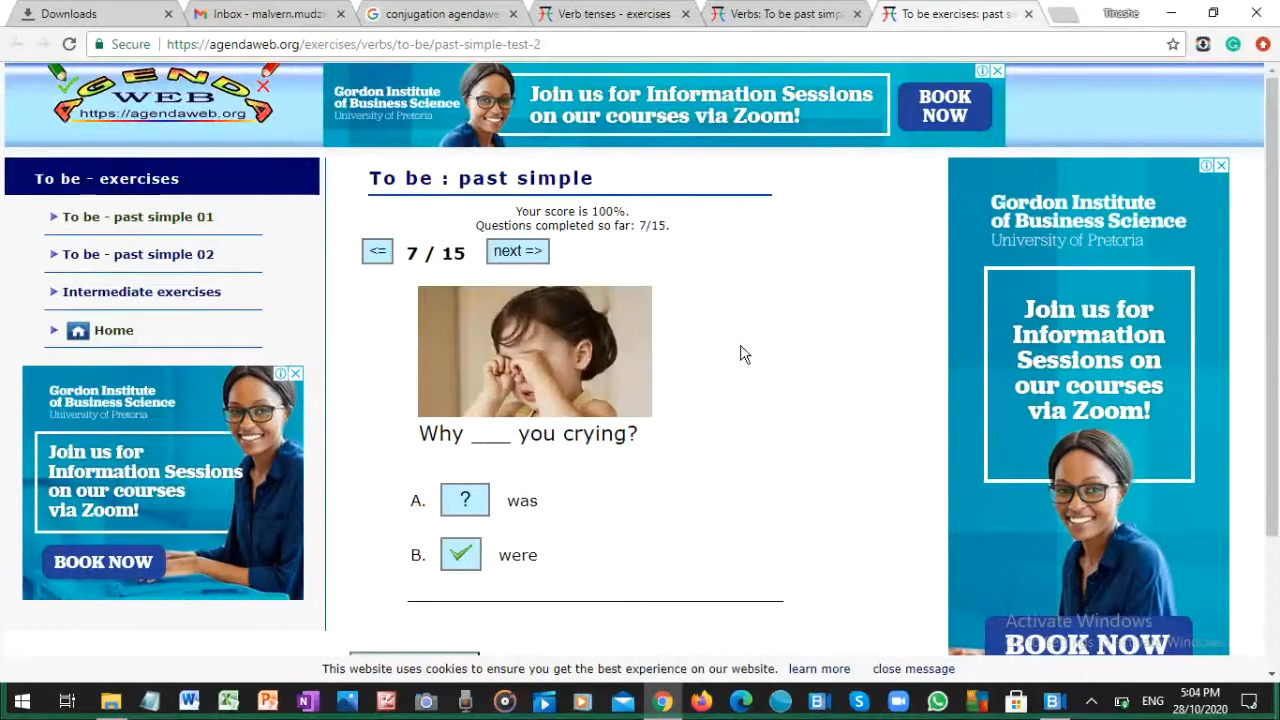 Downloads
Inbox - malvern.mudz
conjugation agendawe
Verb tenses - exercises
Verbs: To be past simp
To be exercises: past s
Tinashe
Secure
https://agendaweb.org/exercises/verbs/to-be/past-simple-test-2
AGENDA
WEB
https://agendaweb.org
Gordon Institute
of Business Science
University of Pretoria
Join us for Information Sessions
on our courses via Zoom!
BOOK
NOW
To be - exercises
To be - past simple 01
To be - past simple 02
Intermediate exercises
Home
Gordon Institute
of Business Science
University of Pretoria
Join us for
Information Sessions
on our courses
via Zoom!
BOOK NOW
To be : past simple
Your score is 100%.
Questions completed so far: 7/15.
<= 7 / 15 next =>
Why ___ you crying?
A. ? was
B. were
Gordon Institute
of Business Science
University of Pretoria
Join us for
Information
Sessions on
our courses
via Zoom!
BOOK NOW
Activate Windows
This website uses cookies to ensure you get the best experience on our website. learn more close message
ENG
5:04 PM
28/10/2020